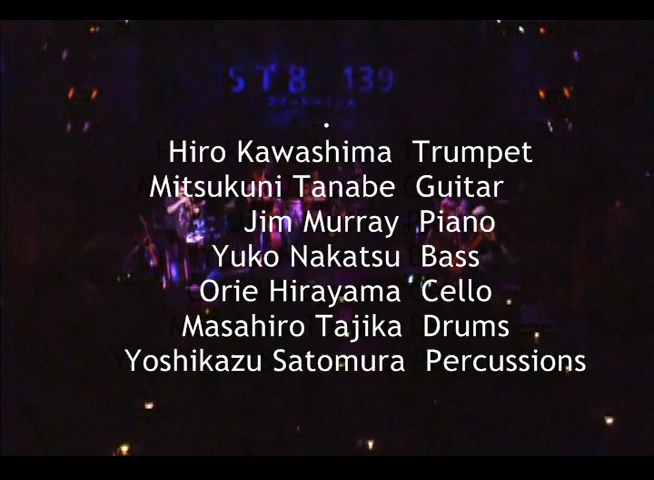 STB 139
Hiro Kawashima Trumpet
Mitsukuni Tanabe Guitar
Jim Murray Piano
Yuko Nakatsu Bass
Orie Hirayama Cello
Masahiro Tajika Drums
Yoshikazu Satomura Percussions